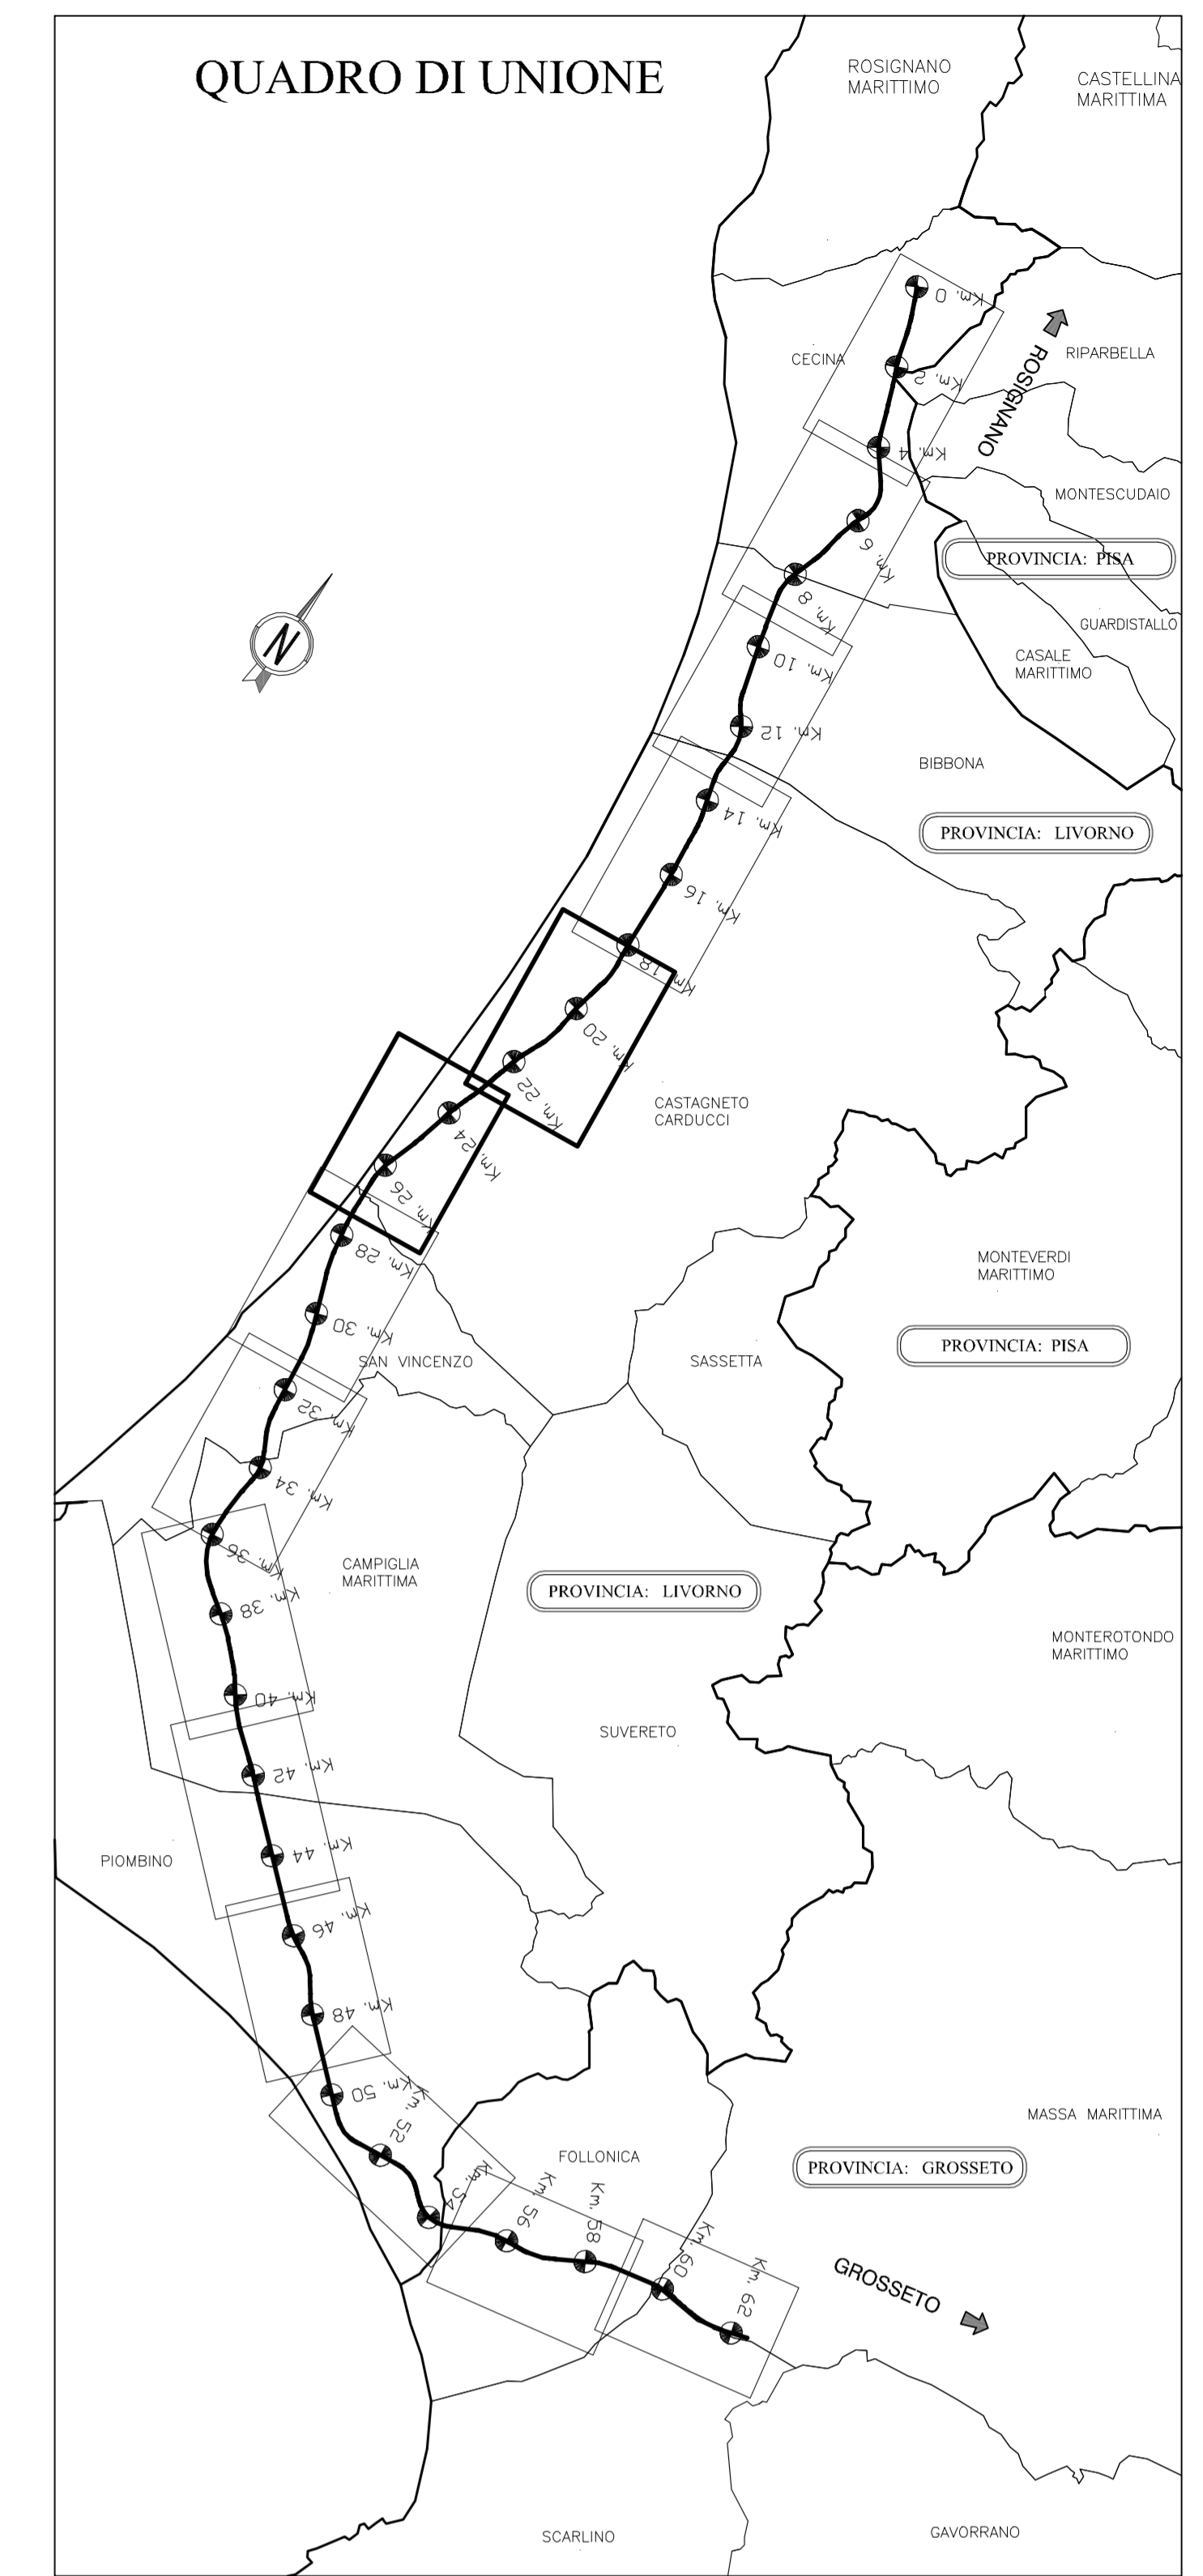 QUADRO DI UNIONE
ROSIGNANO
MARITTIMO
CASTELLINA
MARITTIMA
Km. 0
ROSIGNANO
CECINA
RIPARBELLA
Km. 2
Km. 4
MONTESCUDAIO
Km. 6
PROVINCIA: PISA
Km. 8
GUARDISTALLO
N
CASALE
MARITTIMO
Km. 10
Km. 12
BIBBONA
Km. 14
PROVINCIA: LIVORNO
Km. 16
Km. 18
Km. 20
Km. 22
CASTAGNETO
CARDUCCI
Km. 24
Km. 26
Km. 28
MONTEVERDI
MARITTIMO
Km. 30
PROVINCIA: PISA
SAN VINCENZO
SASSETTA
Km. 32
Km. 34
Km. 36
CAMPIGLIA
MARITTIMA
PROVINCIA: LIVORNO
Km. 38
MONTEROTONDO
MARITTIMO
Km. 40
SUVERETO
Km. 42
Km. 44
PIOMBINO
Km. 46
Km. 48
Km. 50
Km. 52
MASSA MARITTIMA
FOLLONICA
PROVINCIA: GROSSETO
Km. 54
Km. 56
Km. 58
Km. 60
Km. 62
GROSSETO
SCARLINO
GAVORRANO